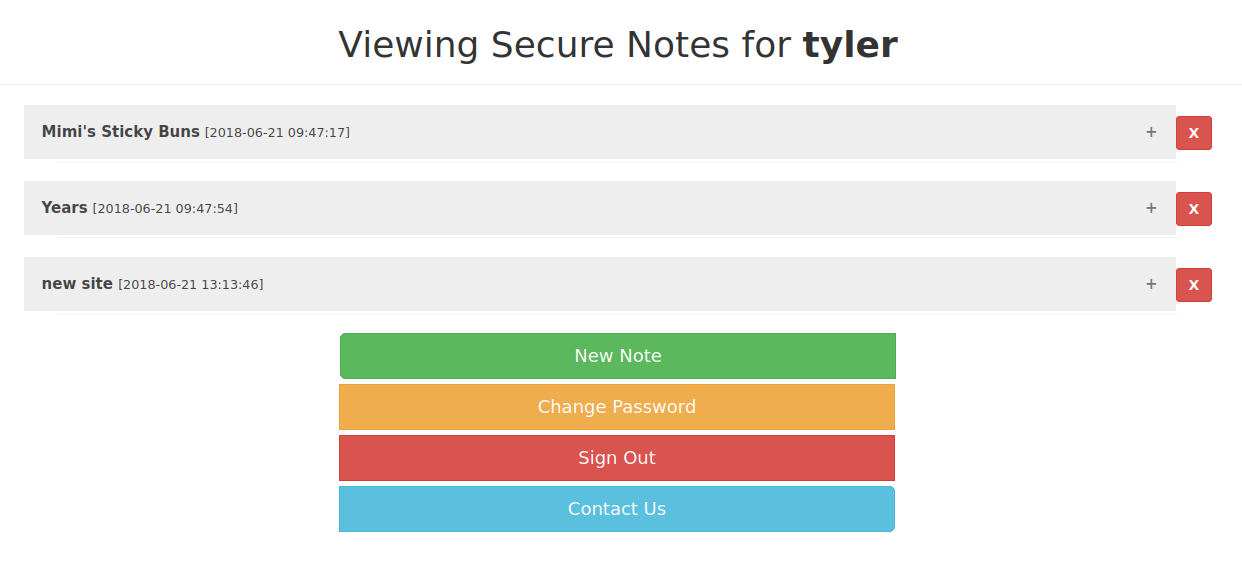 Viewing Secure Notes for tyler
Mimi's Sticky Buns [2018-06-21 09:47:17] + X
Years [2018-06-21 09:47:54] + X
new site [2018-06-21 13:13:46] + X
New Note
Change Password
Sign Out
Contact Us